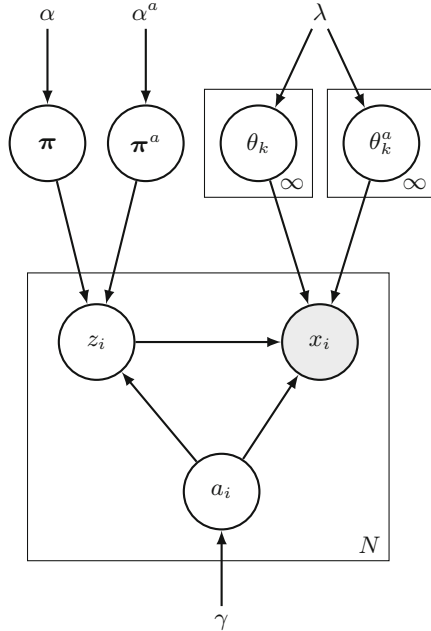 α α^a λ
π π^a θ_k θ_k^a
∞ ∞
z_i x_i
a_i
N
γ